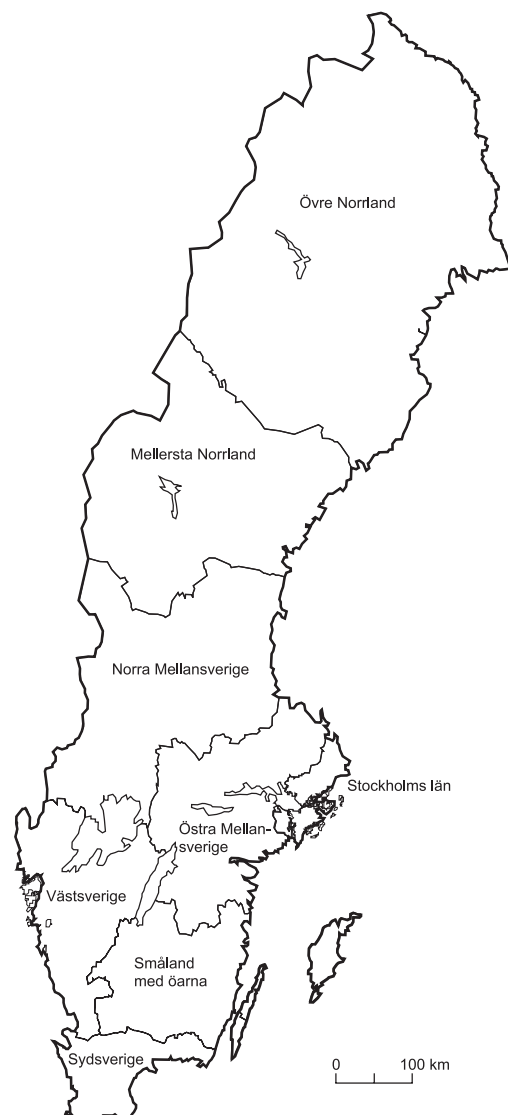 Övre Norrland
Mellersta Norrland
Norra Mellansverige
Stockholms län
Östra Mellan-
sverige
Västsverige
Småland
med öarna
Sydsverige
0 100 km